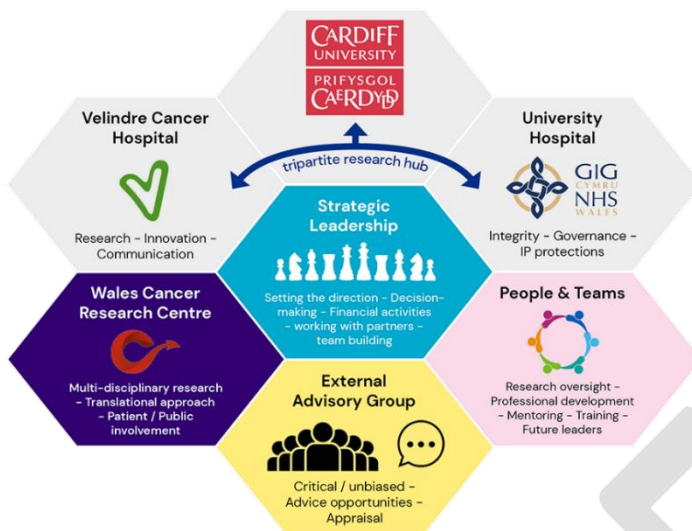 CARDIFF
UNIVERSITY
PRIFYSGOL
CAERDYDD
Velindre Cancer
Hospital
Research - Innovation -
Communication
University
Hospital
GIG
CYMRU
NHS
WALES
Integrity - Governance -
IP protections
tripartite research hub
Strategic
Leadership
Setting the direction - Decision-
making - Financial activities
- working with partners -
team building
Wales Cancer
Research Centre
Multi-disciplinary research
- Translational approach
- Patient / Public
involvement
People & Teams
Research oversight -
Professional development
- Mentoring - Training -
Future leaders
External
Advisory Group
Critical / unbiased -
Advice opportunities -
Appraisal